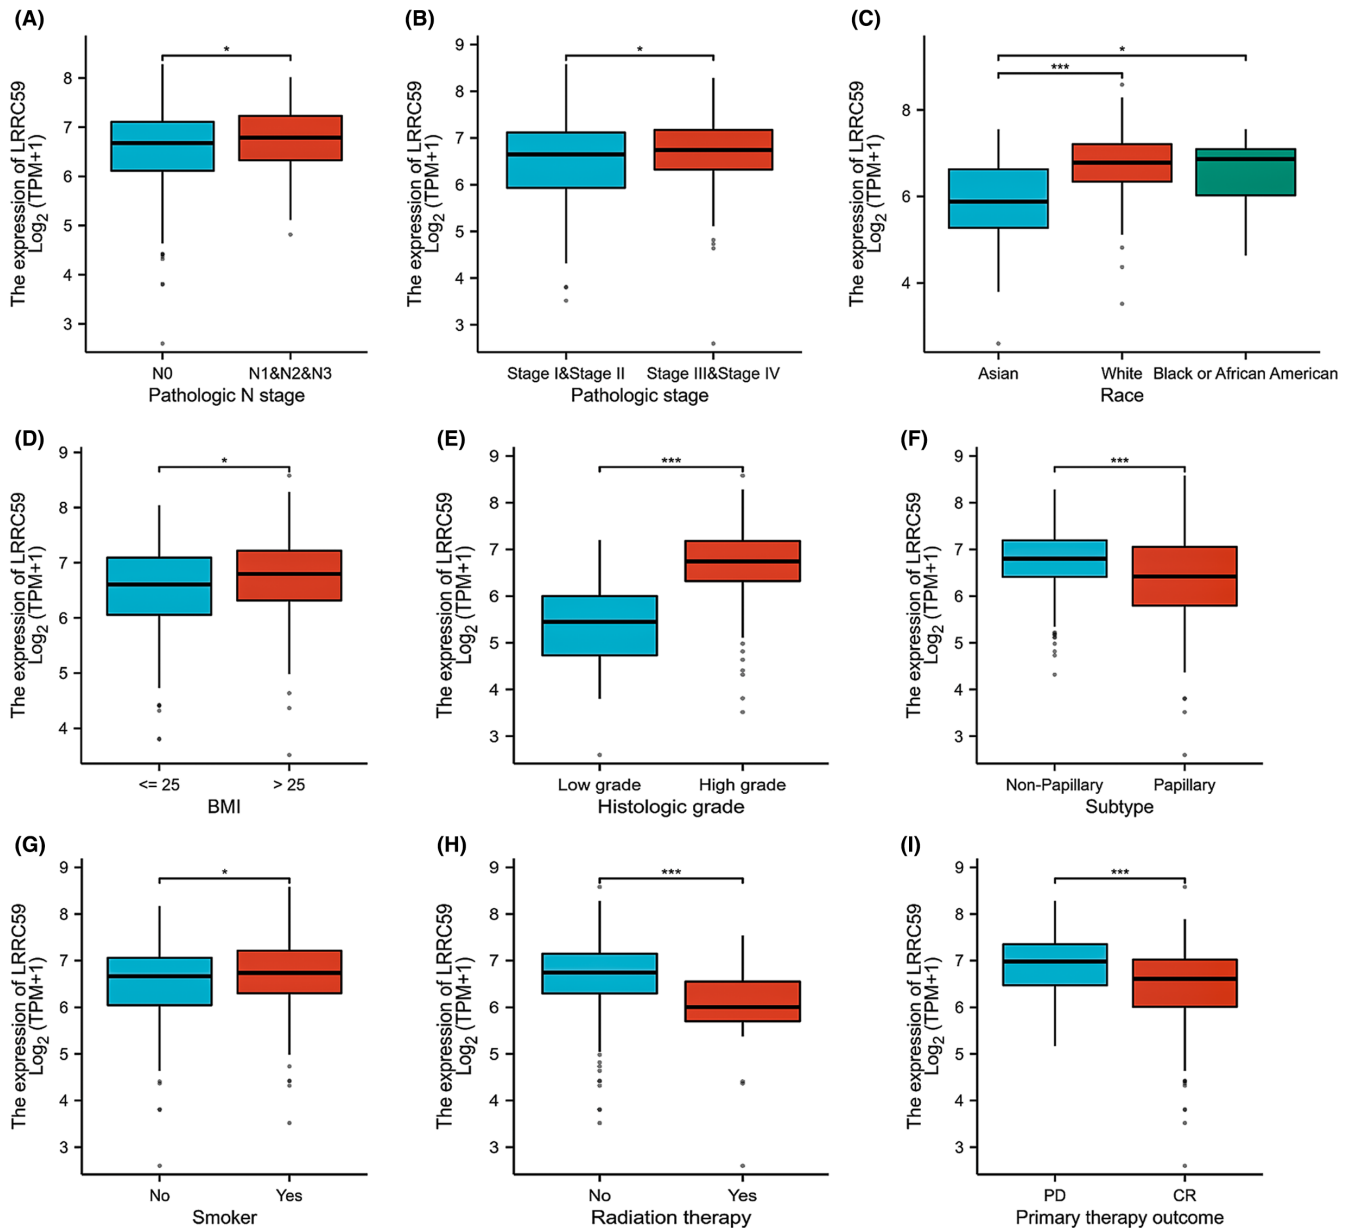 (A)
The expression of LRRC59
Log2 (TPM+1)
8
7
6
5
4
3
*
N0
N1&N2&N3
Pathologic N stage
(B)
The expression of LRRC59
Log2 (TPM+1)
9
8
7
6
5
4
3
*
Stage I&Stage II
Stage III&Stage IV
Pathologic stage
(C)
The expression of LRRC59
Log2 (TPM+1)
8
6
4
*
***
Asian
White
Black or African American
Race
(D)
The expression of LRRC59
Log2 (TPM+1)
9
8
7
6
5
4
*
<= 25
> 25
BMI
(E)
The expression of LRRC59
Log2 (TPM+1)
9
8
7
6
5
4
3
***
Low grade
High grade
Histologic grade
(F)
The expression of LRRC59
Log2 (TPM+1)
9
8
7
6
5
4
3
***
Non-Papillary
Papillary
Subtype
(G)
The expression of LRRC59
Log2 (TPM+1)
9
8
7
6
5
4
3
*
No
Yes
Smoker
(H)
The expression of LRRC59
Log2 (TPM+1)
9
8
7
6
5
4
3
***
No
Yes
Radiation therapy
(I)
The expression of LRRC59
Log2 (TPM+1)
9
8
7
6
5
4
3
***
PD
CR
Primary therapy outcome